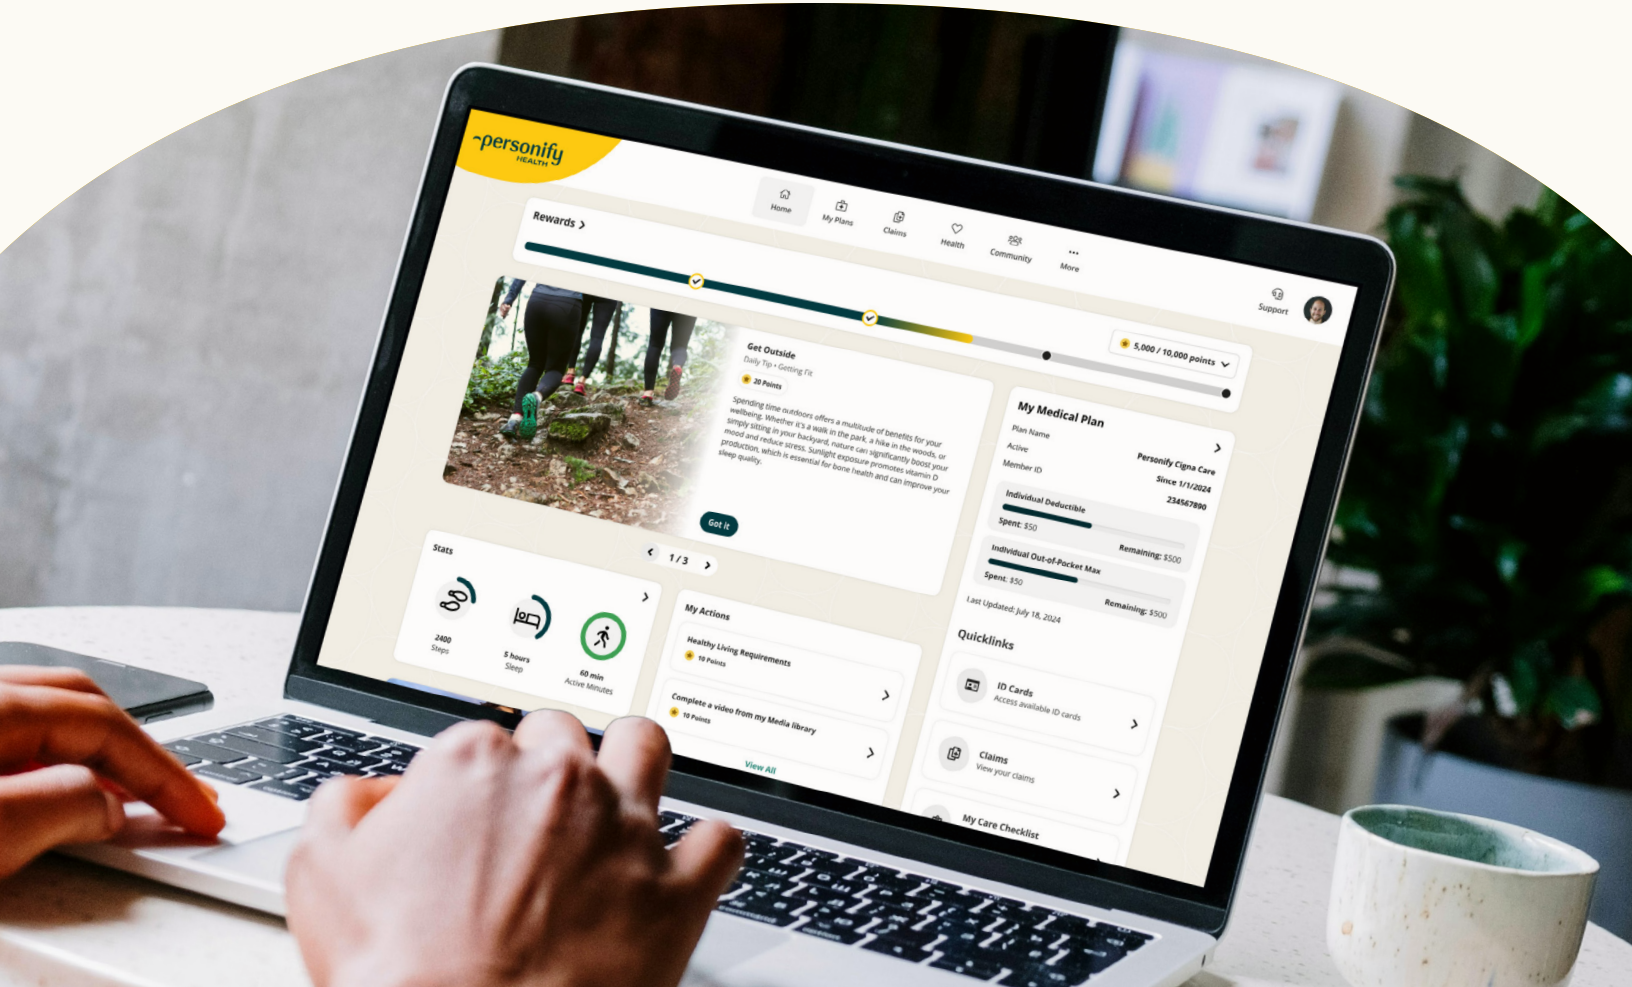 personify
HEALTH
Home
My Plans
Claims
Health
Community
More
Support
Rewards
5,000 / 10,000 points
Get Outside
Daily Tip • Getting Fit
20 Points
Spending time outdoors offers a multitude of benefits for your
wellbeing. Whether it's a walk in the park, a hike in the woods, or
simply sitting in your backyard, nature can significantly boost your
mood and reduce stress. Sunlight exposure promotes vitamin D
production, which is essential for bone health and can improve your
sleep quality.
Got it
1 / 3
My Medical Plan
Plan Name
Personify Cigna Care
Active
Since 1/1/2024
Member ID
234567890
Individual Deductible
Spent: $50
Remaining: $500
Individual Out-of-Pocket Max
Spent: $50
Remaining: $500
Last Updated: July 18, 2024
Quicklinks
ID Cards
Access available ID cards
Claims
View your claims
My Care Checklist
Stats
2400
Steps
5 hours
Sleep
60 min
Active Minutes
My Actions
Healthy Living Requirements
10 Points
Complete a video from my Media library
10 Points
View All